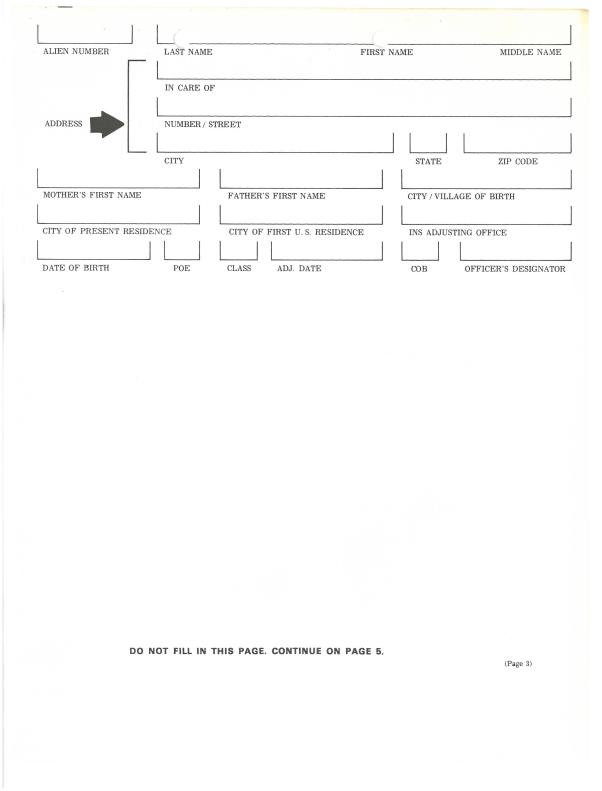 ALIEN NUMBER LAST NAME FIRST NAME MIDDLE NAME
IN CARE OF
ADDRESS NUMBER / STREET
CITY STATE ZIP CODE
MOTHER'S FIRST NAME FATHER'S FIRST NAME CITY / VILLAGE OF BIRTH
CITY OF PRESENT RESIDENCE CITY OF FIRST U. S. RESIDENCE INS ADJUSTING OFFICE
DATE OF BIRTH POE CLASS ADJ. DATE COB OFFICER'S DESIGNATOR
DO NOT FILL IN THIS PAGE. CONTINUE ON PAGE 5.
(Page 3)